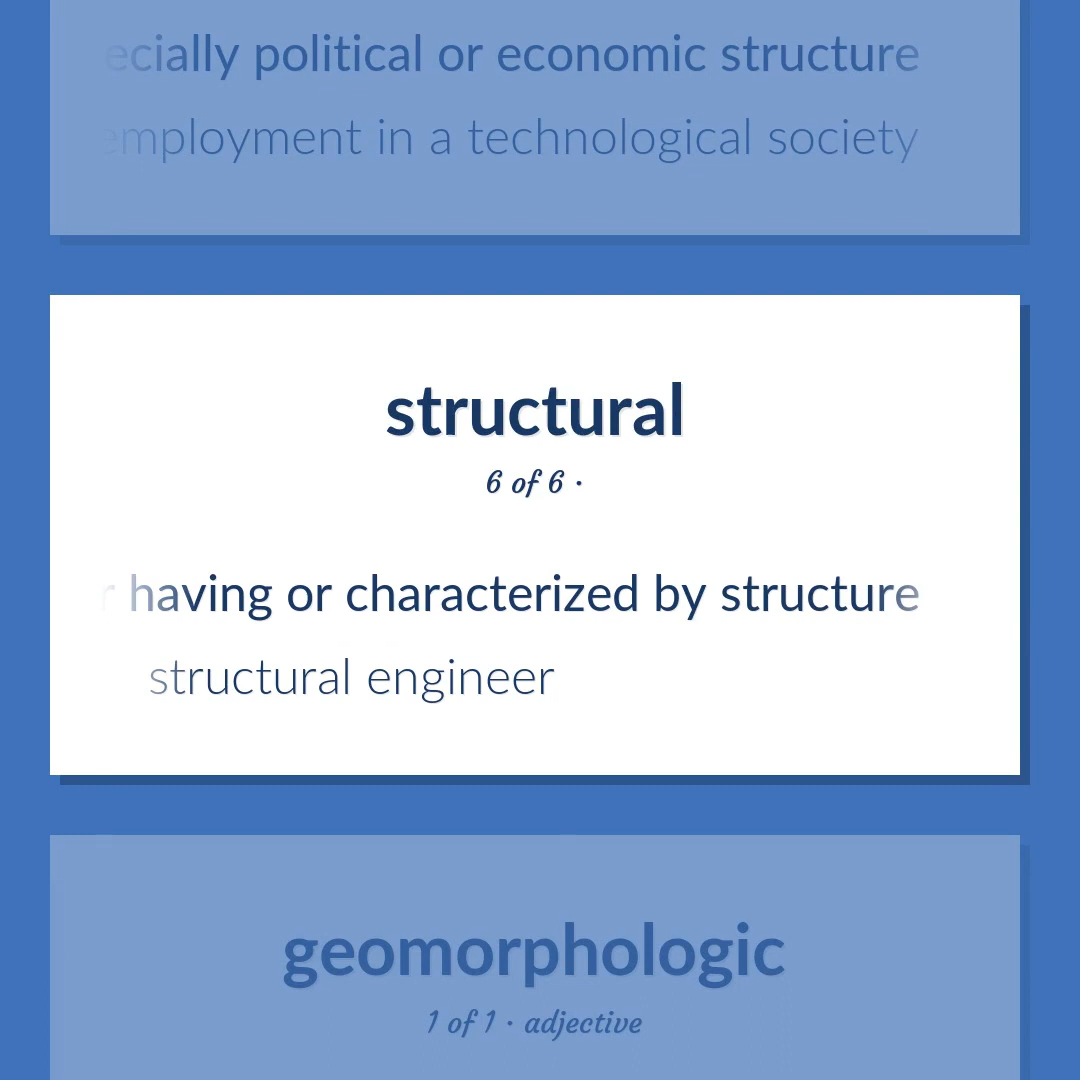 ecially political or economic structure
employment in a technological society
structural
6 of 6 ·
r having or characterized by structure
structural engineer
geomorphologic
1 of 1 · adjective